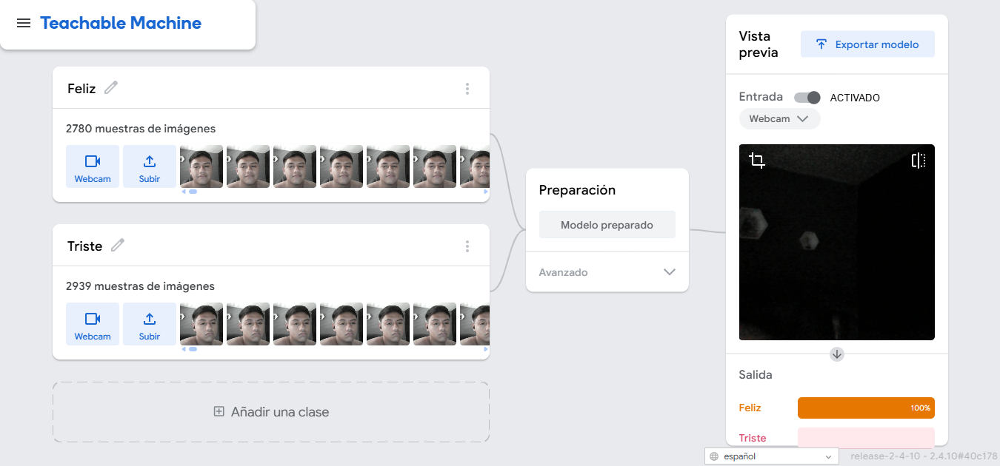 Teachable Machine
Feliz
2780 muestras de imágenes
Webcam
Subir
Triste
2939 muestras de imágenes
Webcam
Subir
Añadir una clase
Preparación
Modelo preparado
Avanzado
Vista
previa
Exportar modelo
Entrada
ACTIVADO
Webcam
Salida
Feliz
100%
Triste
español
release-2-4-10 - 2.4.10#40c178